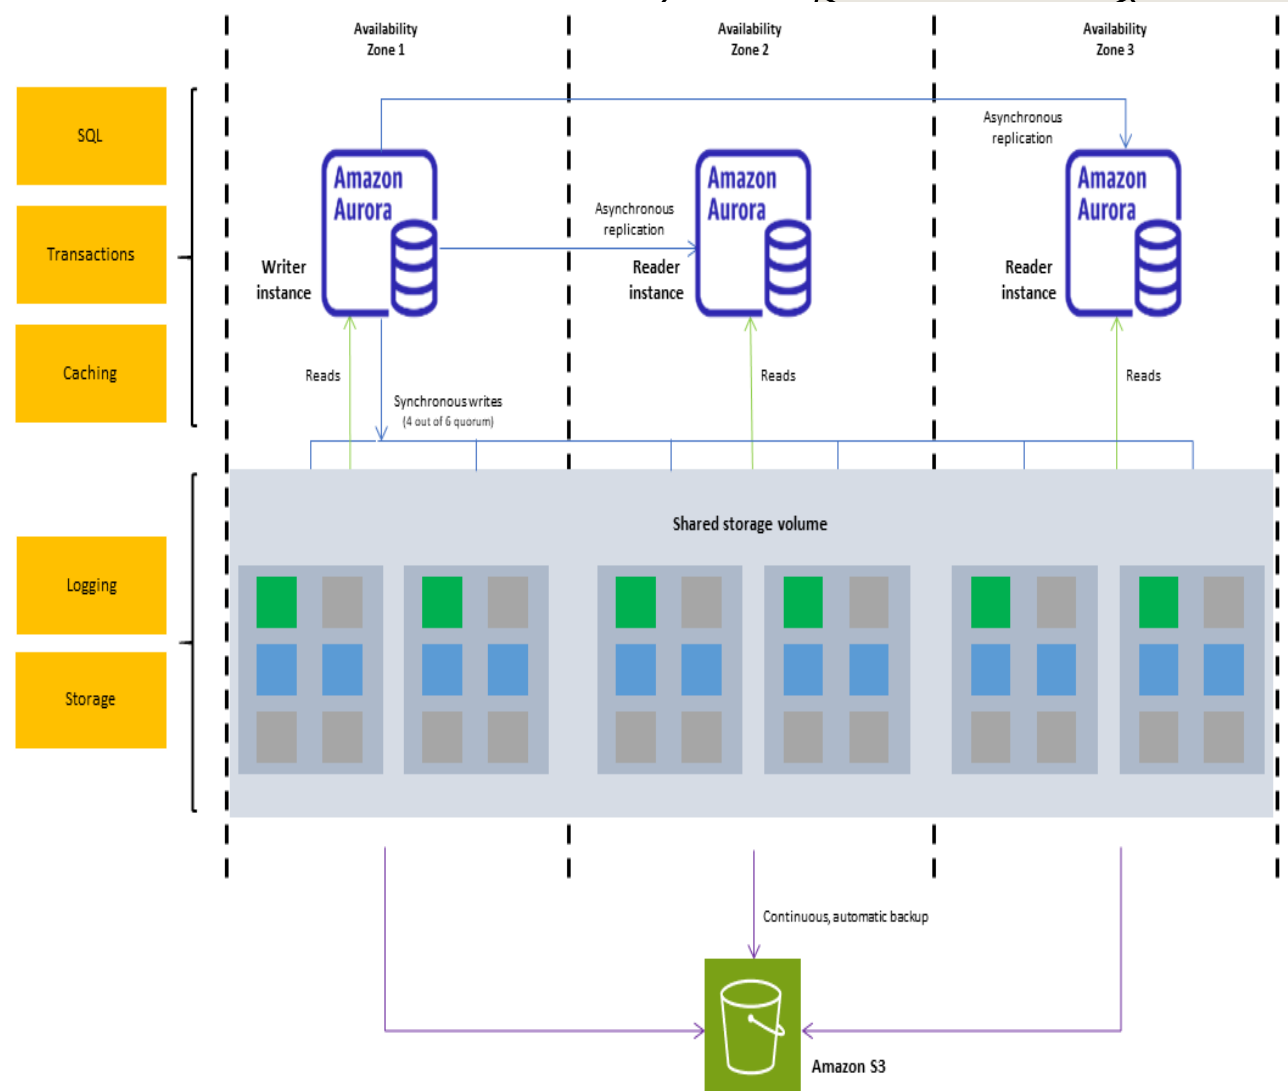 Availability
Zone 1
Availability
Zone 2
Availability
Zone 3
SQL
Transactions
Caching
Logging
Storage
Asynchronous
replication
Amazon
Aurora
Writer
instance
Asynchronous
replication
Amazon
Aurora
Reader
instance
Amazon
Aurora
Reader
instance
Reads
Synchronous writes
(4 out of 6 quorum)
Reads
Reads
Shared storage volume
Continuous, automatic backup
Amazon S3